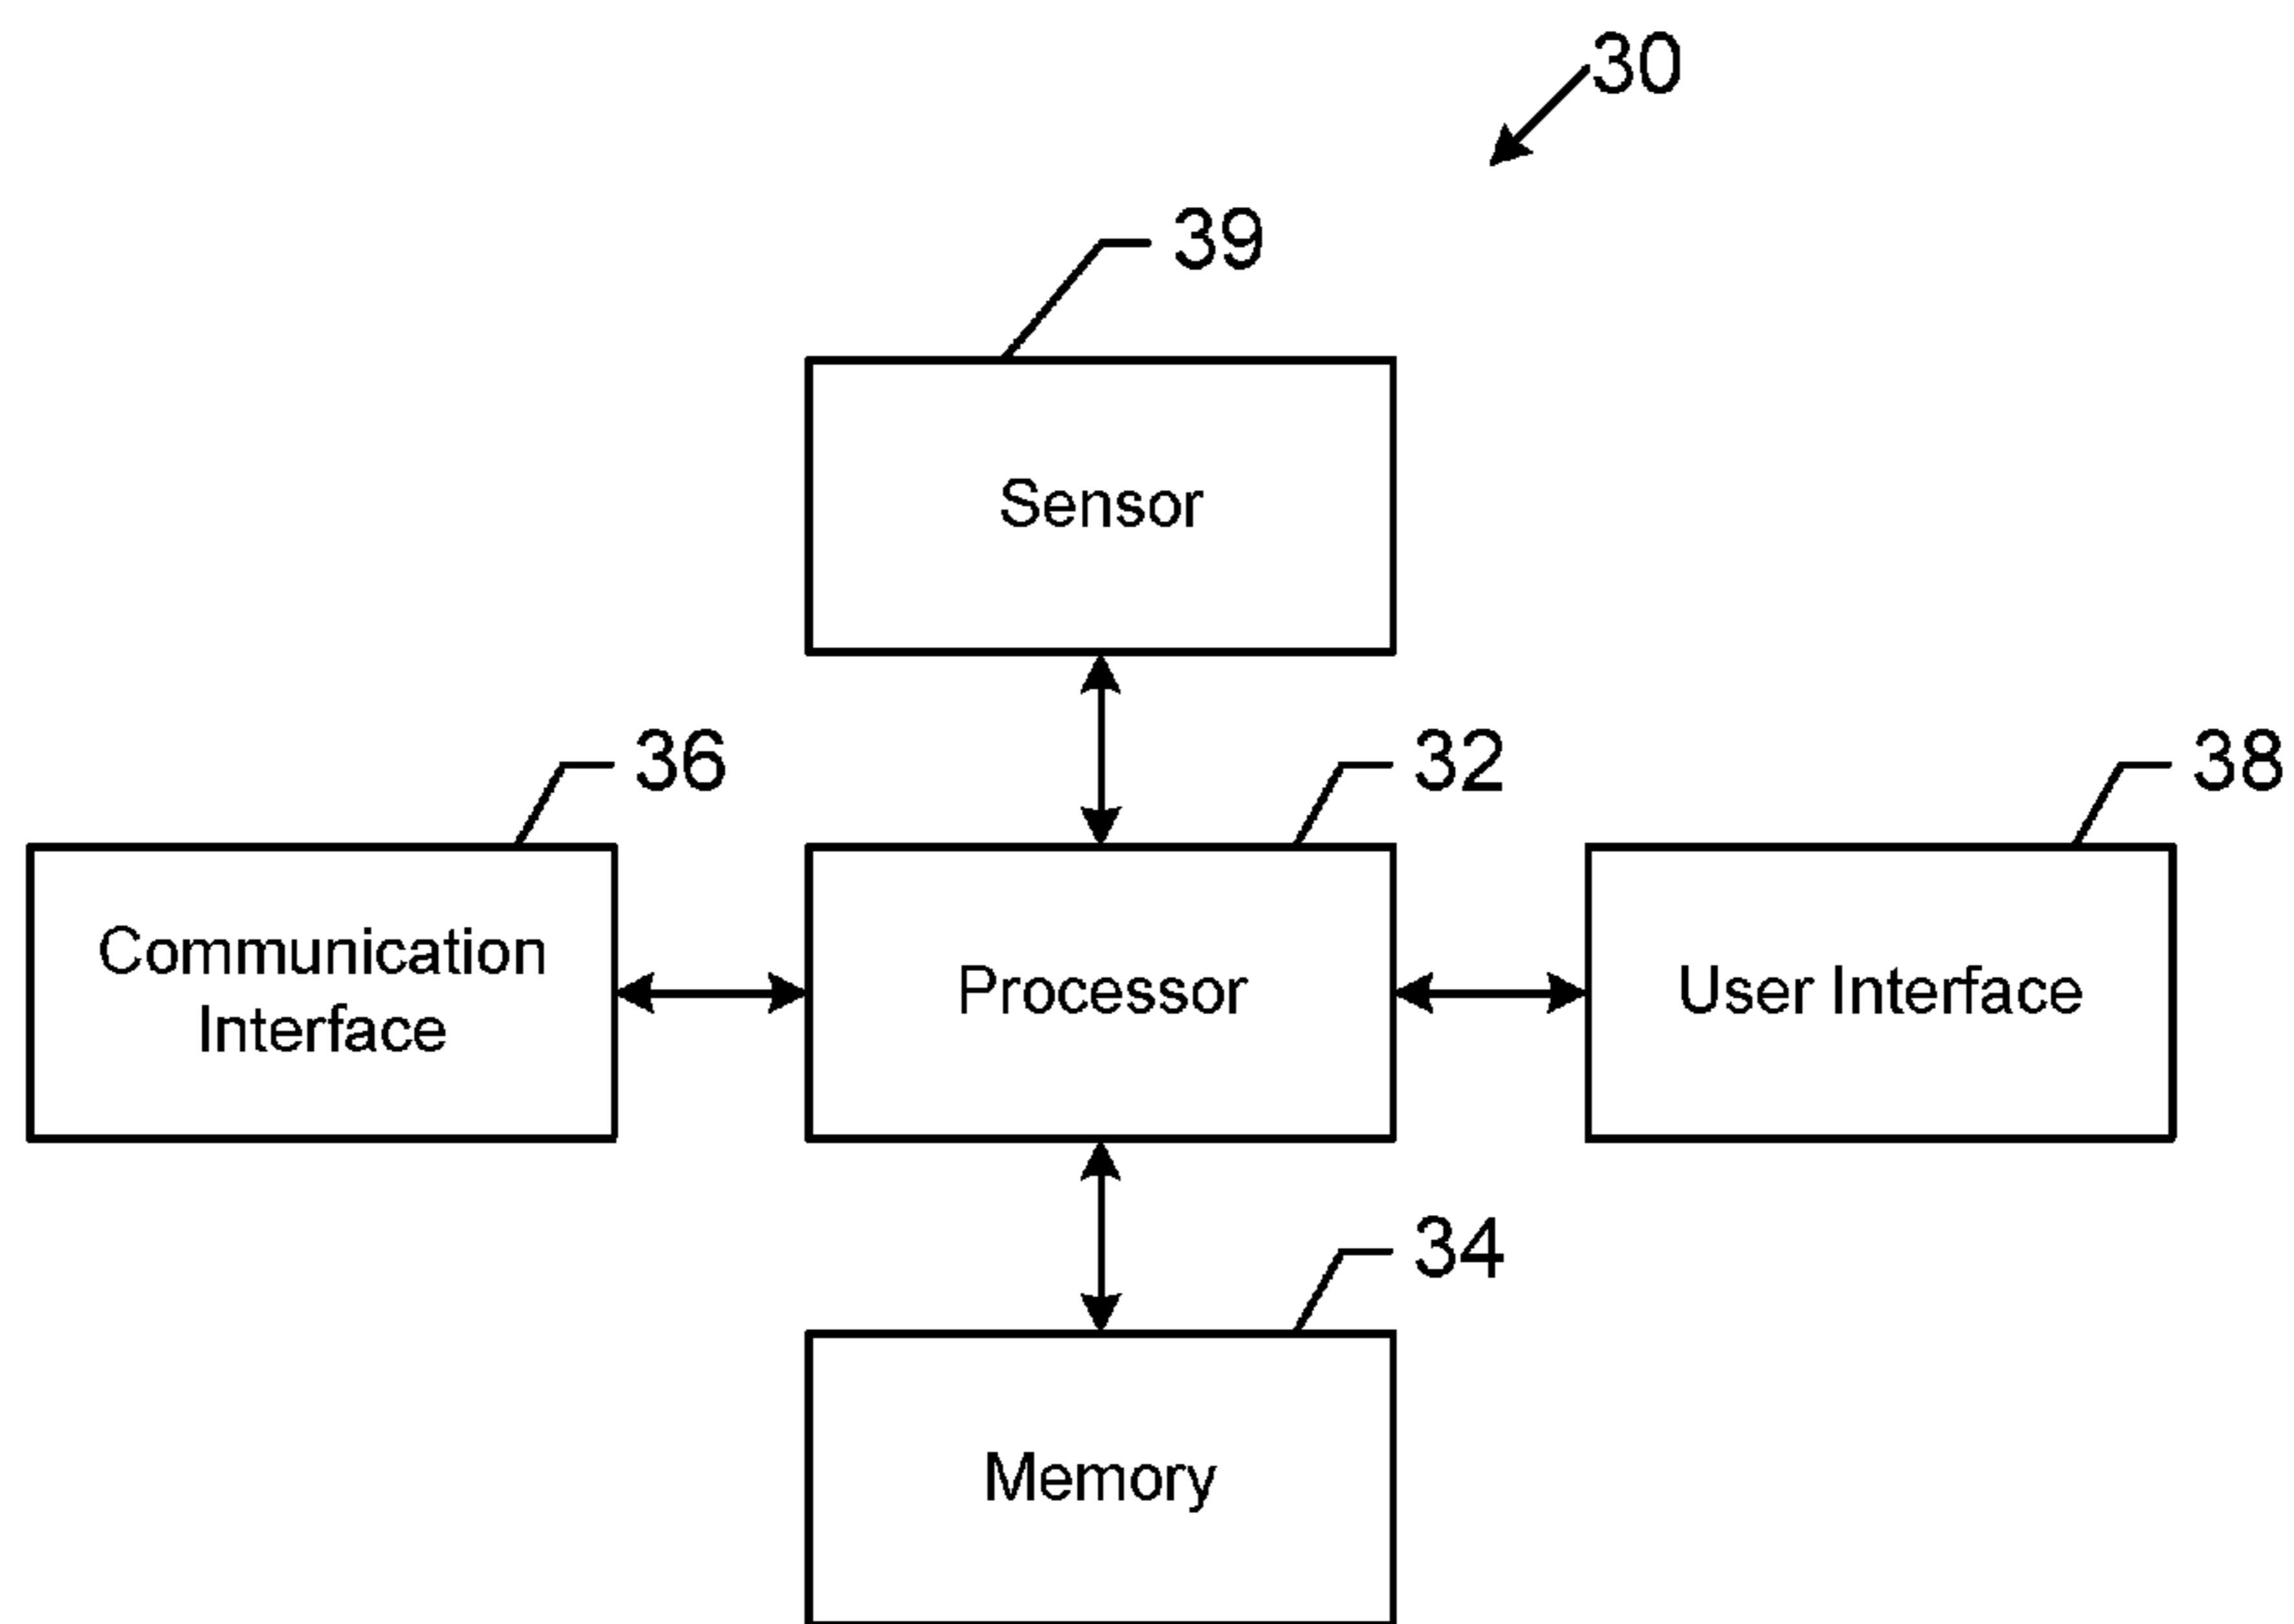 30
39
Sensor
36
32
38
Communication
Interface
Processor
User Interface
34
Memory